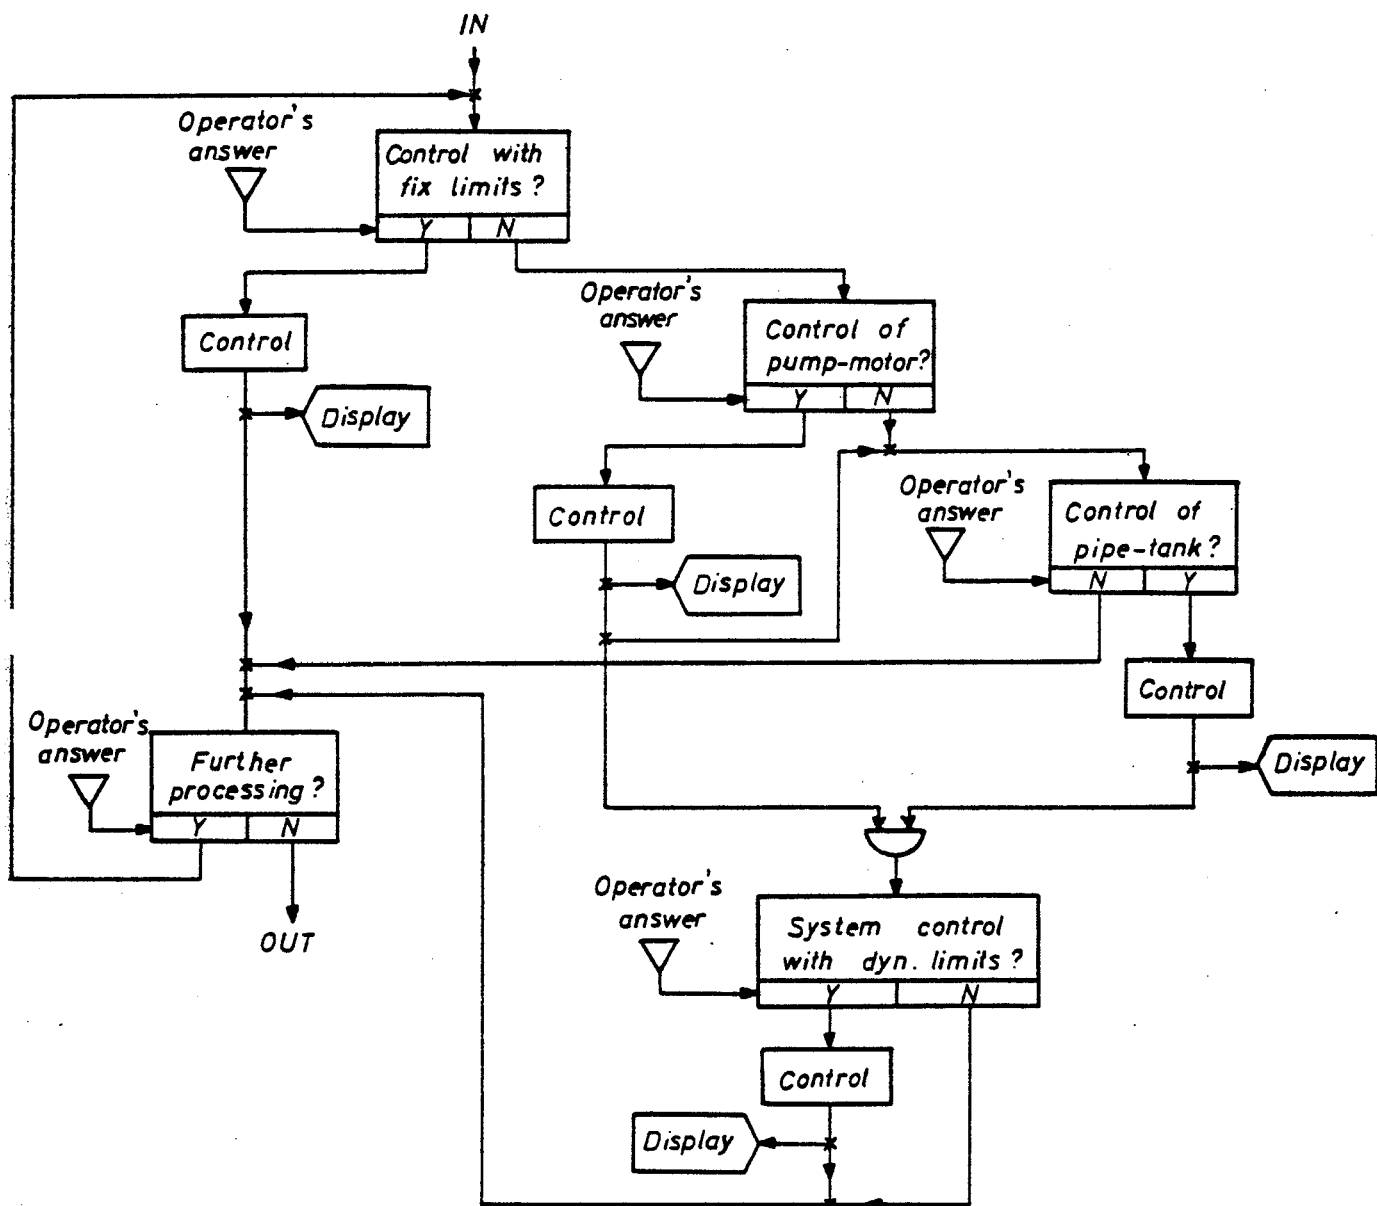 IN
Operator's
answer
Control with
fix limits?
Y N
Control
Display
Operator's
answer
Control of
pump-motor?
Y N
Control
Display
Operator's
answer
Control of
pipe-tank?
N Y
Control
Display
Operator's
answer
Further
processing?
Y N
OUT
Operator's
answer
System control
with dyn. limits?
Y N
Control
Display